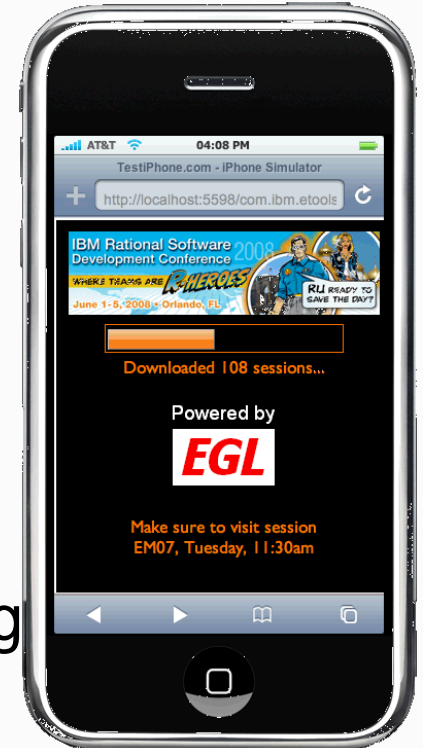 AT&T 04:08 PM
TestiPhone.com - iPhone Simulator
http://localhost:5598/com.ibm.etools
IBM Rational Software
Development Conference 2008
WHERE TEAMS ARE R-HEROES
June 1-5, 2008 • Orlando, FL
RU READY TO
SAVE THE DAY?
Downloaded 108 sessions...
Powered by
EGL
Make sure to visit session
EM07, Tuesday, 11:30am
g